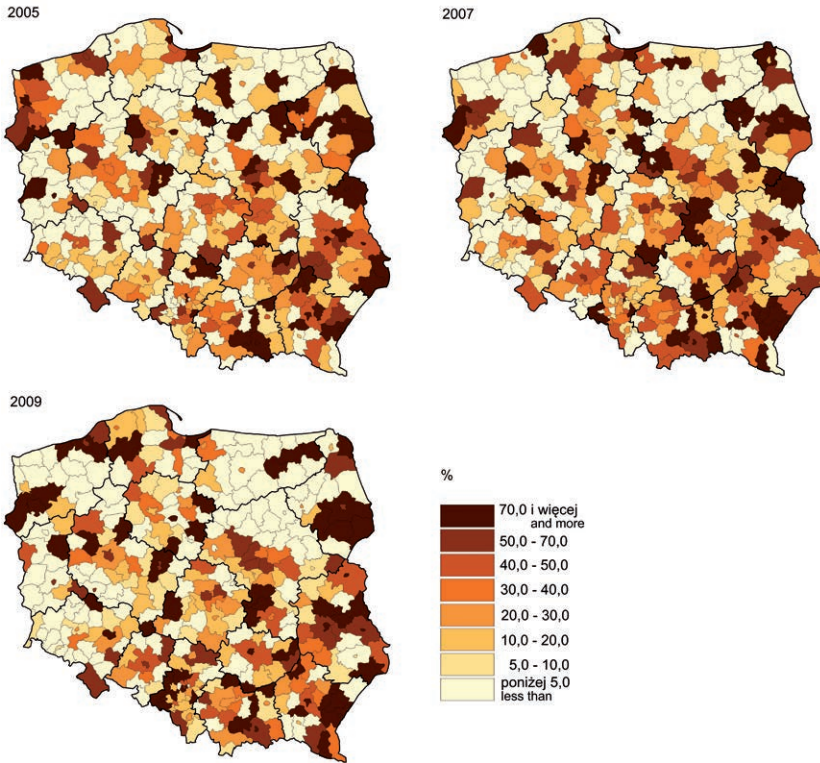 2005
2007
2009
%
70,0 i więcej
and more
50,0 - 70,0
40,0 - 50,0
30,0 - 40,0
20,0 - 30,0
10,0 - 20,0
5,0 - 10,0
poniżej 5,0
less than